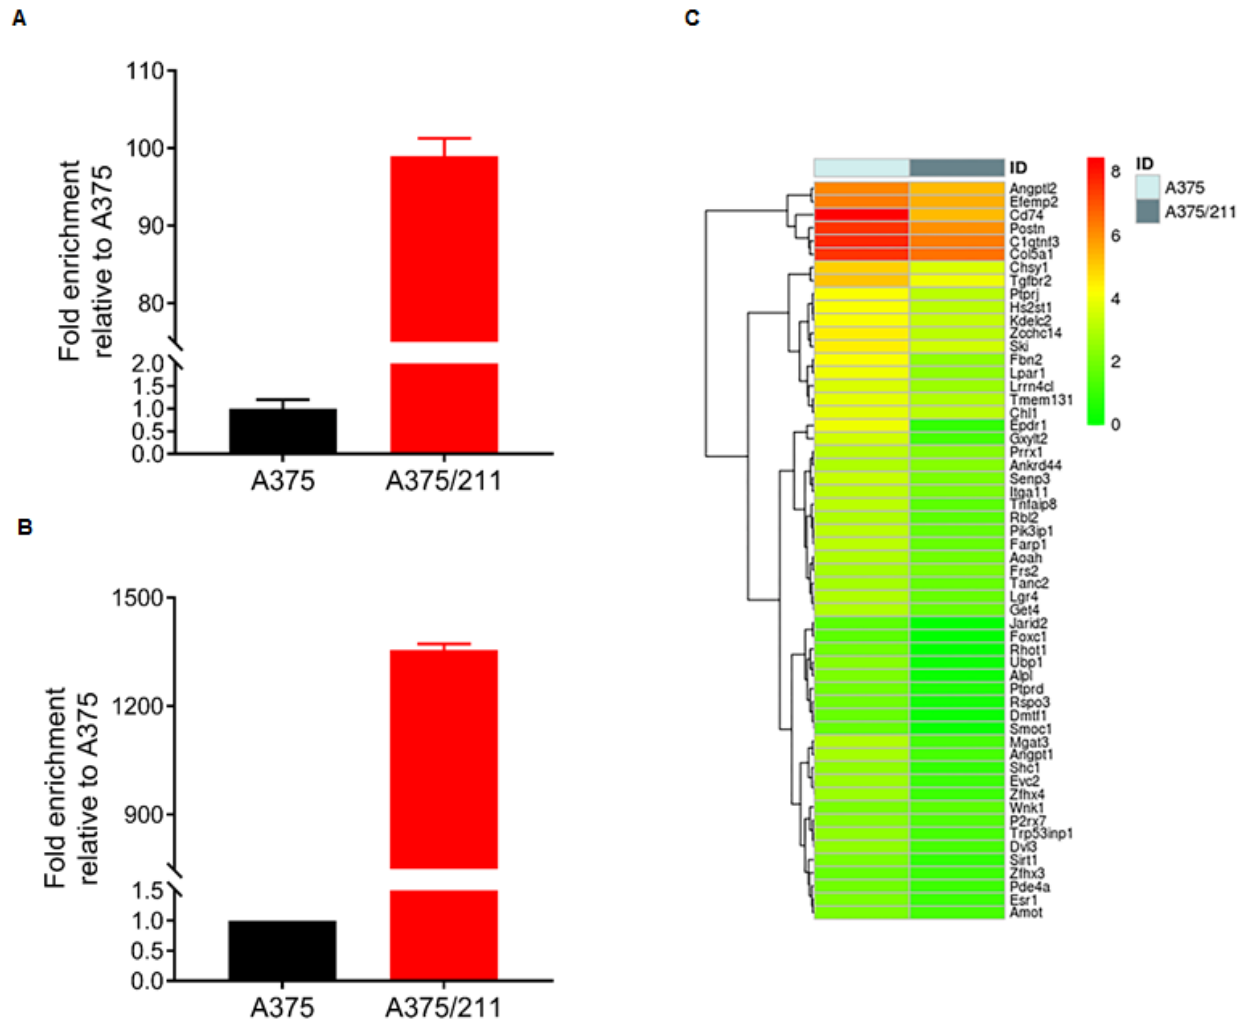 A
Fold enrichment
relative to A375
110
100
90
80
2.0
1.5
1.0
0.5
0.0
A375
A375/211
B
Fold enrichment
relative to A375
1500
1200
900
1.5
1.0
0.5
0.0
A375
A375/211
C
ID
Angptl2
Efemp2
Cd74
Postn
C1qtnf3
Col5a1
Chsy1
Tgfbr2
Ptprj
Hs2st1
Kdelc2
Zcchc14
Ski
Fbn2
Lpar1
Lrrn4cl
Tmem131
Chl1
Epdr1
Gxylt2
Prrx1
Ankrd44
Senp3
Itga11
Tnfaip8
Rbl2
Pik3ip1
Farp1
Aoah
Frs2
Tanc2
Lgr4
Get4
Jarid2
Foxc1
Rhot1
Ubp1
Alpl
Ptprd
Rspo3
Dmtf1
Smoc1
Mgat3
Angpt1
Shc1
Evc2
Zfhx4
Wnk1
P2rx7
Trp53inp1
Dvl3
Sirt1
Zfhx3
Pde4a
Esr1
Amot
8
6
4
2
0
ID
A375
A375/211